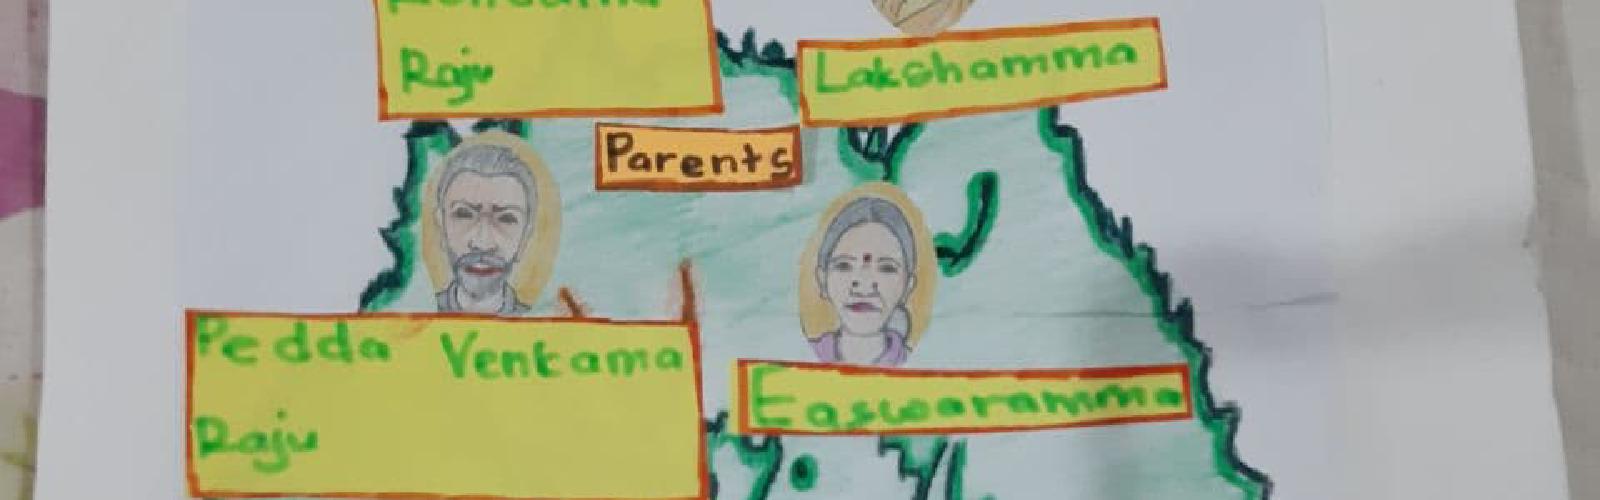 Raju
Lakshamma
Parents
Pedda Venkama
Raju
Easwaramma